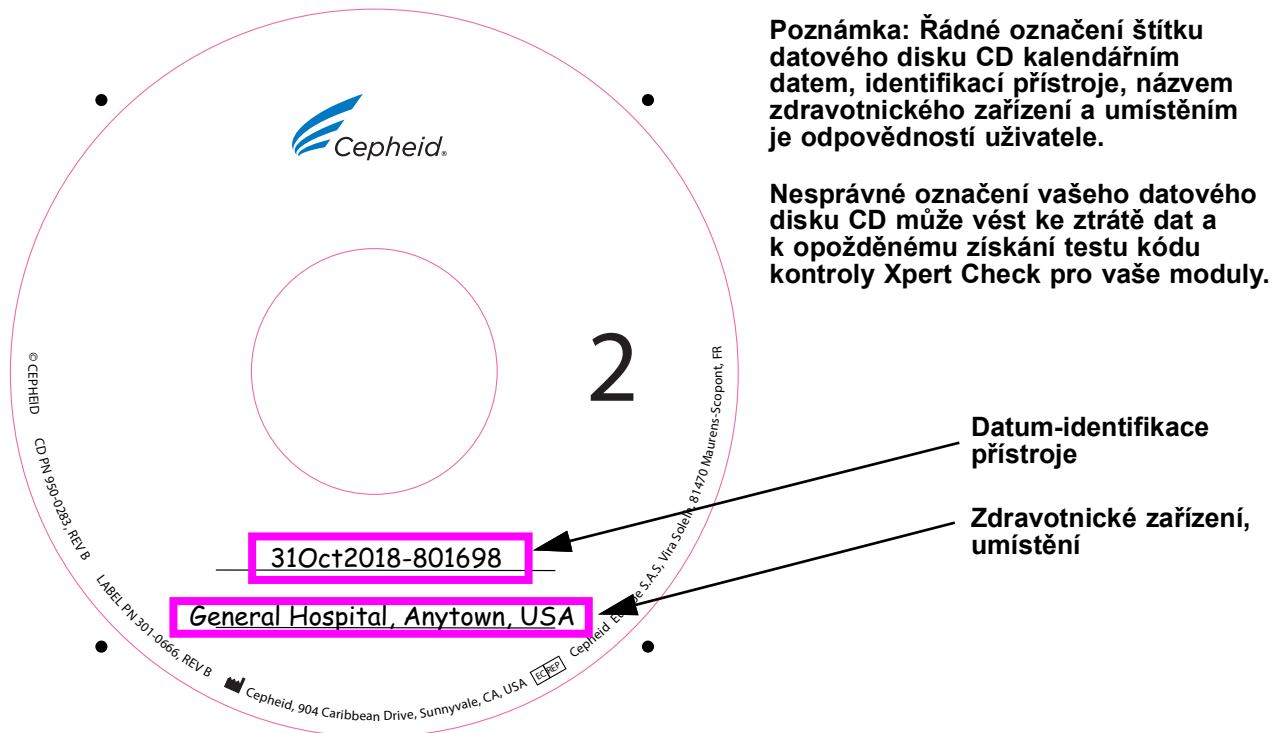 Poznámka: Řádné označení štítku
datového disku CD kalendářním
datem, identifikací přístroje, názvem
zdravotnického zařízení a umístěním
je odpovědností uživatele.
Nesprávné označení vašeho datového
disku CD může vést ke ztrátě dat a
k opožděnému získání testu kódu
kontroly Xpert Check pro vaše moduly.
Cepheid.
2
Datum-identifikace
přístroje
Zdravotnické zařízení,
umístění
31Oct2018-801698
General Hospital, Anytown, USA
© CEPHEID CD PN 950-0283, REV B LABEL PN 301-0666, REV B Cepheid, 904 Caribbean Drive, Sunnyvale, CA, USA EC REP Cepheid S.A.S, Vira Solelh, 81470 Maurens-Scopont, FR